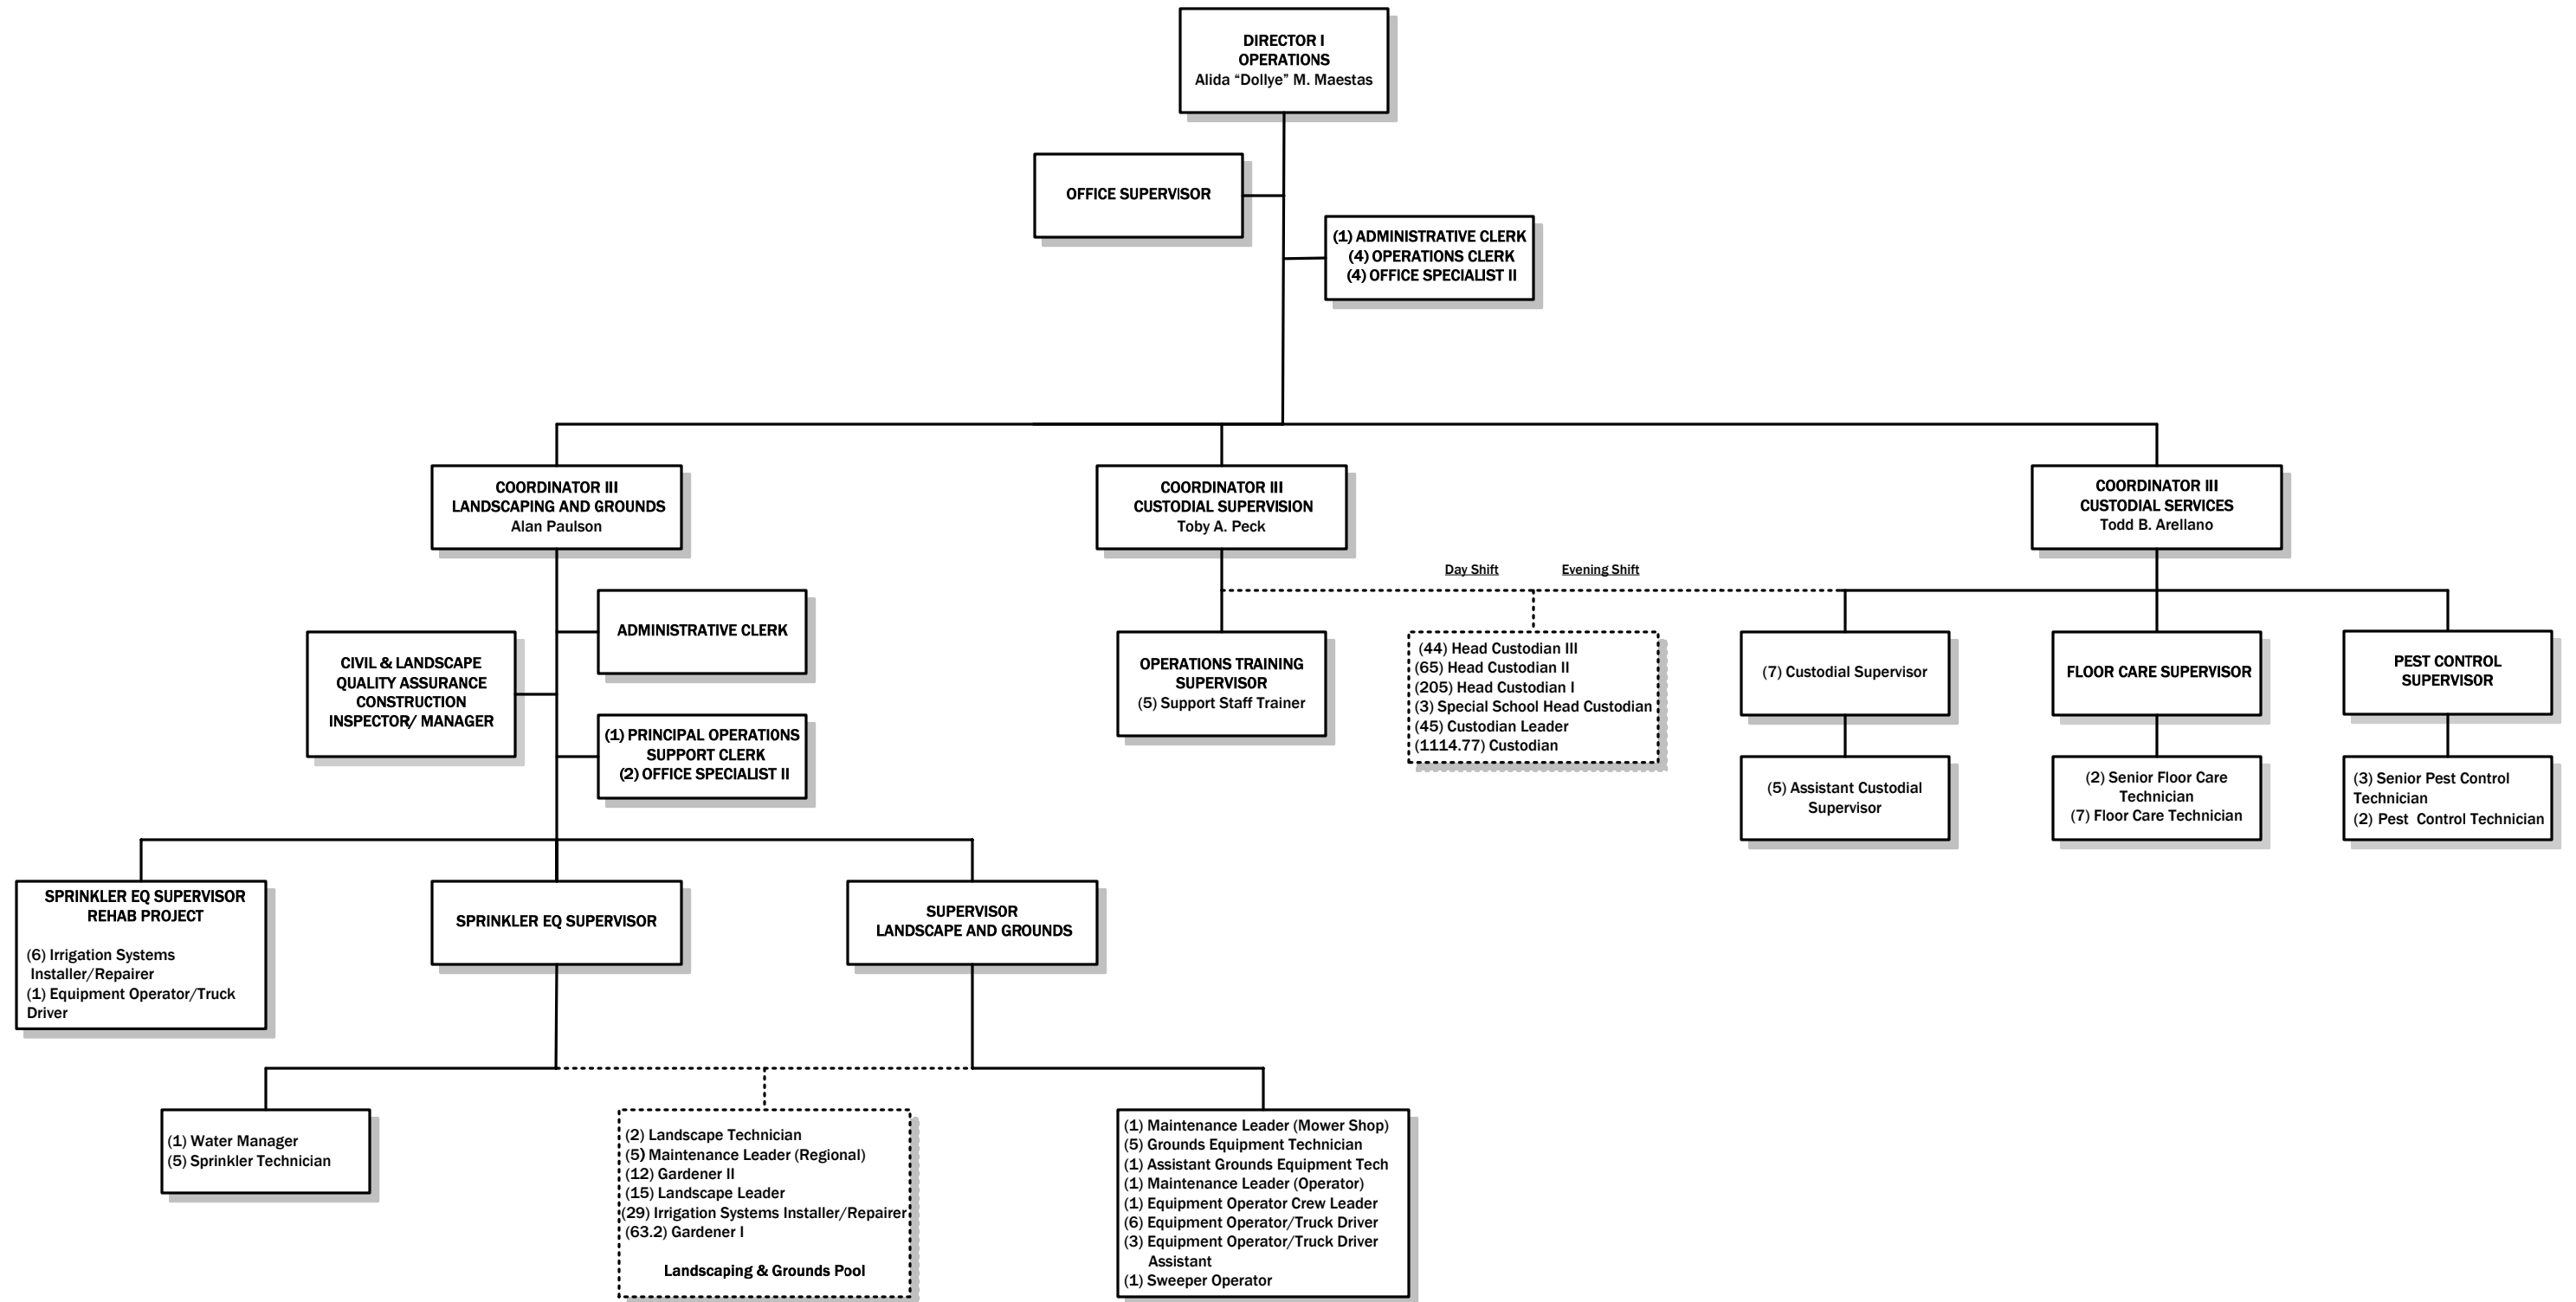 DIRECTOR I
OPERATIONS
Alida “Dollye” M. Maestas
OFFICE SUPERVISOR
(1) ADMINISTRATIVE CLERK
(4) OPERATIONS CLERK
(4) OFFICE SPECIALIST II
COORDINATOR III
LANDSCAPING AND GROUNDS
Alan Paulson
COORDINATOR III
CUSTODIAL SUPERVISION
Toby A. Peck
COORDINATOR III
CUSTODIAL SERVICES
Todd B. Arellano
Day Shift
Evening Shift
ADMINISTRATIVE CLERK
CIVIL & LANDSCAPE
QUALITY ASSURANCE
CONSTRUCTION
INSPECTOR/ MANAGER
(1) PRINCIPAL OPERATIONS
SUPPORT CLERK
(2) OFFICE SPECIALIST II
OPERATIONS TRAINING
SUPERVISOR
(5) Support Staff Trainer
(44) Head Custodian III
(65) Head Custodian II
(205) Head Custodian I
(3) Special School Head Custodian
(45) Custodian Leader
(1114.77) Custodian
(7) Custodial Supervisor
FLOOR CARE SUPERVISOR
PEST CONTROL
SUPERVISOR
(5) Assistant Custodial
Supervisor
(2) Senior Floor Care
Technician
(7) Floor Care Technician
(3) Senior Pest Control
Technician
(2) Pest  Control Technician
SPRINKLER EQ SUPERVISOR
REHAB PROJECT
(6) Irrigation Systems
Installer/Repairer
(1) Equipment Operator/Truck
Driver
SPRINKLER EQ SUPERVISOR
SUPERVISOR
LANDSCAPE AND GROUNDS
(1) Water Manager
(5) Sprinkler Technician
(2) Landscape Technician
(5) Maintenance Leader (Regional)
(12) Gardener II
(15) Landscape Leader
(29) Irrigation Systems Installer/Repairer
(63.2) Gardener I
Landscaping & Grounds Pool
(1) Maintenance Leader (Mower Shop)
(5) Grounds Equipment Technician
(1) Assistant Grounds Equipment Tech
(1) Maintenance Leader (Operator)
(1) Equipment Operator Crew Leader
(6) Equipment Operator/Truck Driver
(3) Equipment Operator/Truck Driver
Assistant
(1) Sweeper Operator